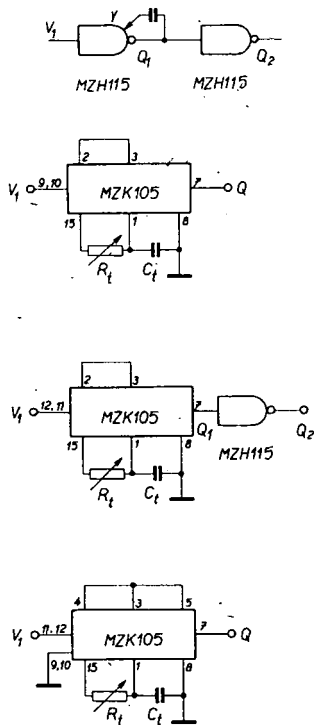 V₁ Y Q₁ Q₂
MZH115 MZH115
2 3
V₁ 9,10 MZK105 7 Q
15 1 8
Rₜ Cₜ
2 3
V₁ 12,11 MZK105 7 Q₁ Q₂
15 1 8 MZH115
Rₜ Cₜ
4 3 5
V₁ 11,12 MZK105 7 Q
9,10 15 1 8
Rₜ Cₜ